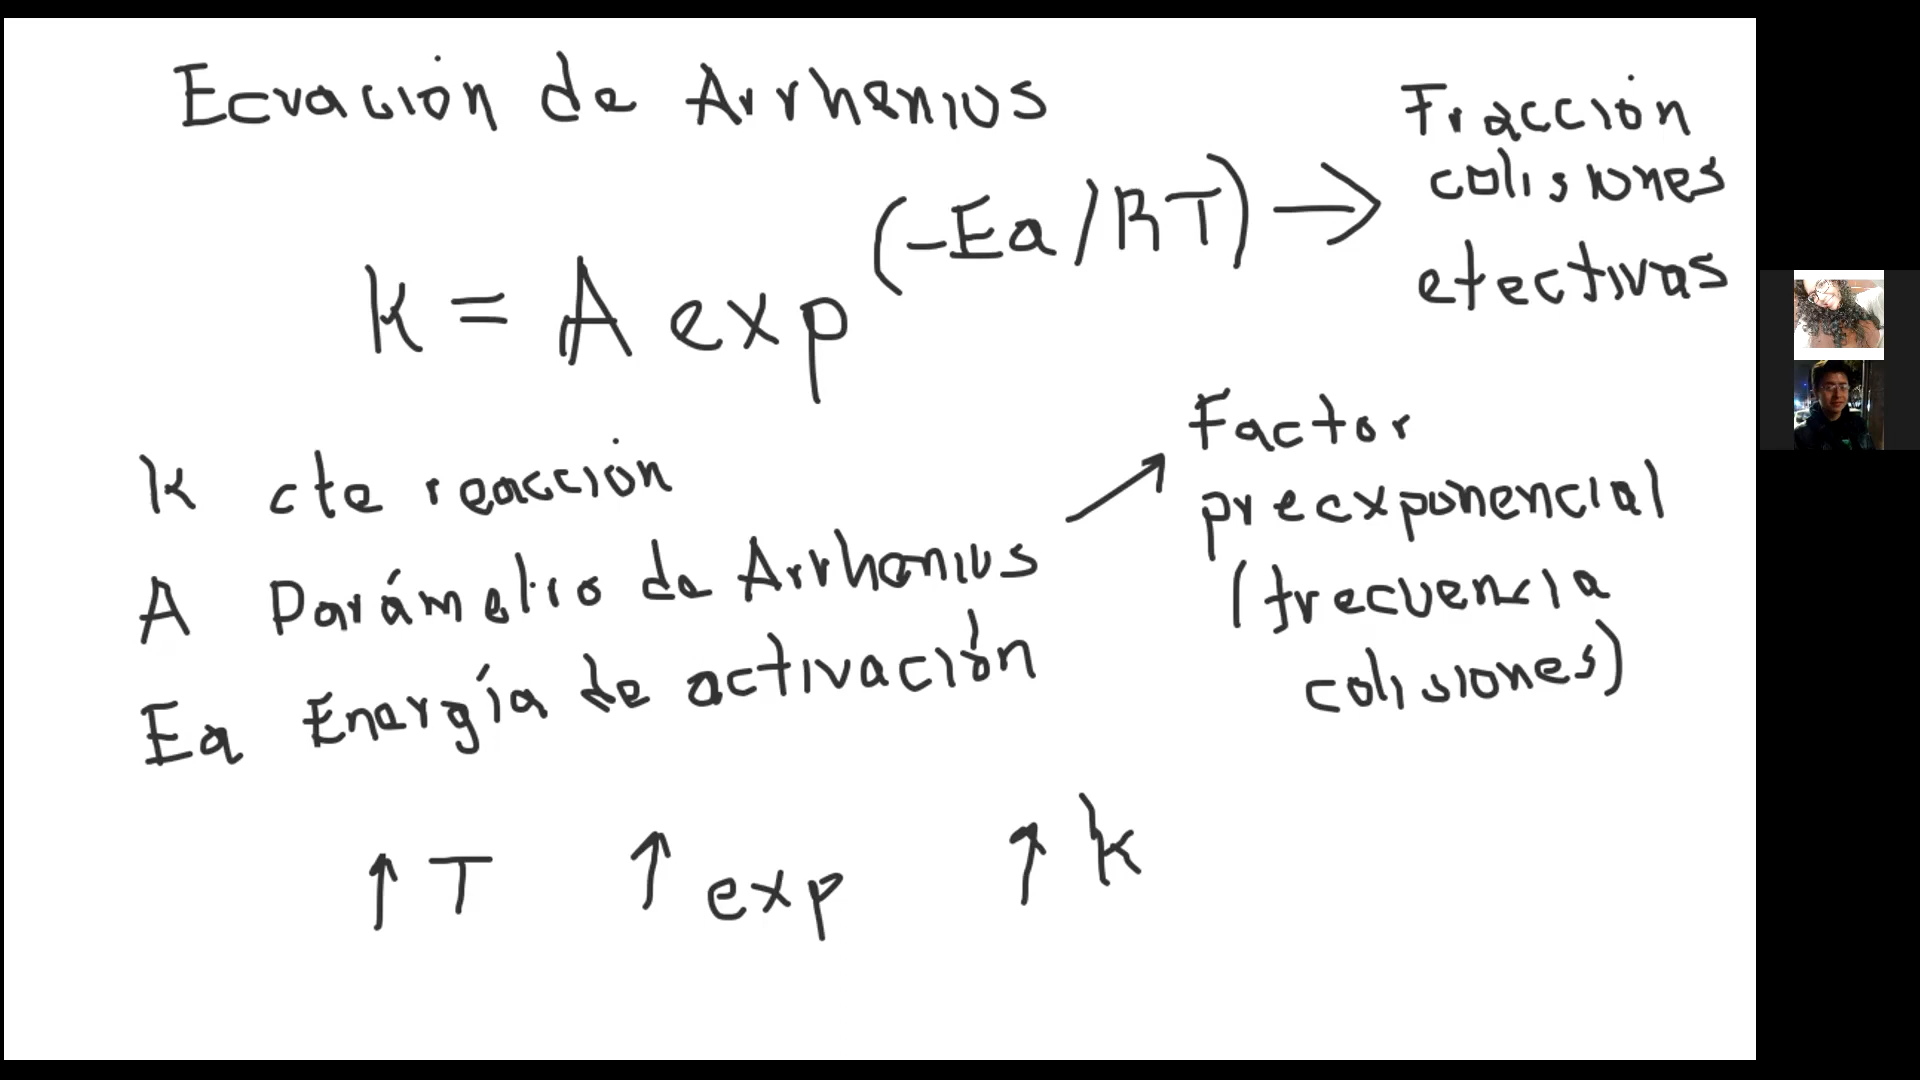 Ecuación de Arrhenius
k = A exp (-Ea/RT) →
Fracción
colisiones
efectivas
k cte reacción
A Parámetro de Arrhenius
Ea Energía de activación
Factor
preexponencial
(frecuencia
colisiones)
↑ T ↑ exp ↑ k